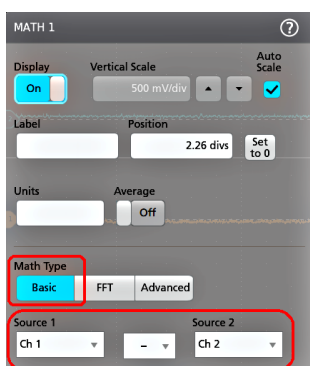 MATH 1 ?
Display Vertical Scale Auto Scale
On 500 mV/div
Label Position
2.26 divs Set to 0
Units Average
Off
Math Type
Basic FFT Advanced
Source 1 Source 2
Ch 1 – Ch 2